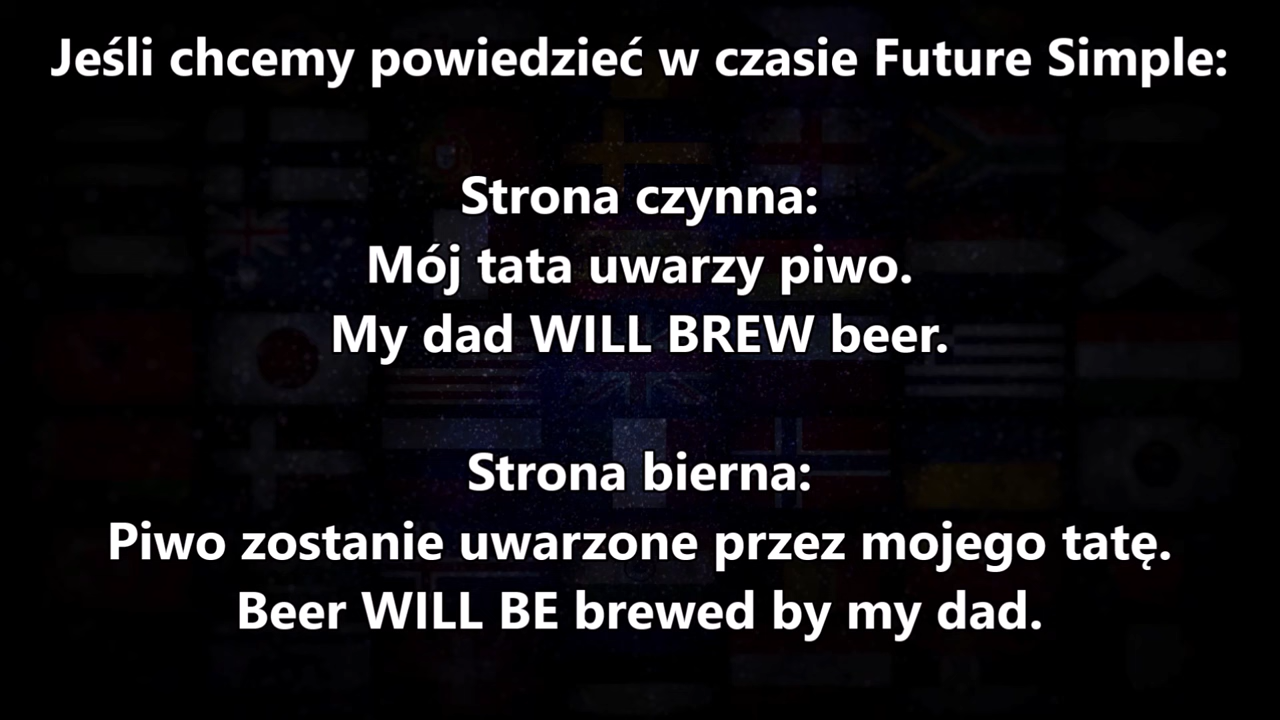 Jeśli chcemy powiedzieć w czasie Future Simple:
Strona czynna:
Mój tata uwarzy piwo.
My dad WILL BREW beer.
Strona bierna:
Piwo zostanie uwarzone przez mojego tatę.
Beer WILL BE brewed by my dad.